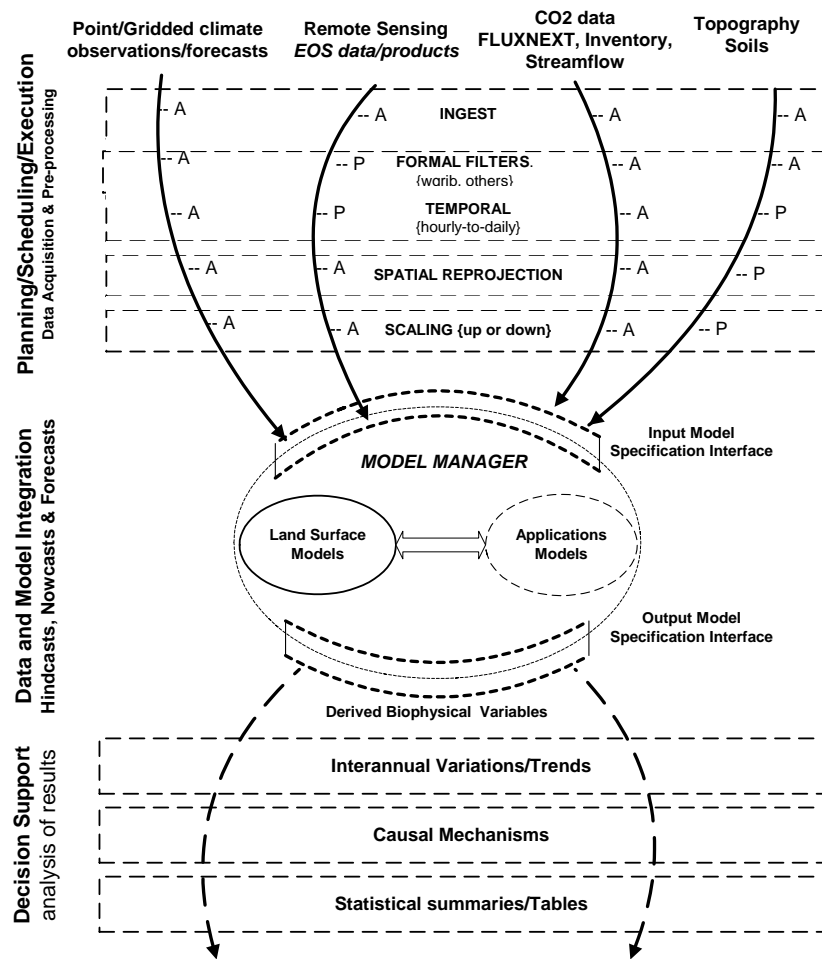 Point/Gridded climate
observations/forecasts
Remote Sensing
EOS data/products
CO2 data
FLUXNEXT, Inventory,
Streamflow
Topography
Soils
Planning/Scheduling/Execution
Data Acquisition & Pre-processing
-- A
-- A
INGEST
-- A
-- A
-- A
-- P
FORMAL FILTERS.
{wgrib, others}
-- A
-- A
-- A
-- P
TEMPORAL
{hourly-to-daily}
-- A
-- P
-- A
-- A
SPATIAL REPROJECTION
-- A
-- P
-- A
-- A
SCALING {up or down}
-- A
-- P
Data and Model Integration
Hindcasts, Nowcasts & Forecasts
Input Model
Specification Interface
MODEL MANAGER
Land Surface
Models
Applications
Models
Output Model
Specification Interface
Derived Biophysical Variables
Decision Support
analysis of results
Interannual Variations/Trends
Causal Mechanisms
Statistical summaries/Tables